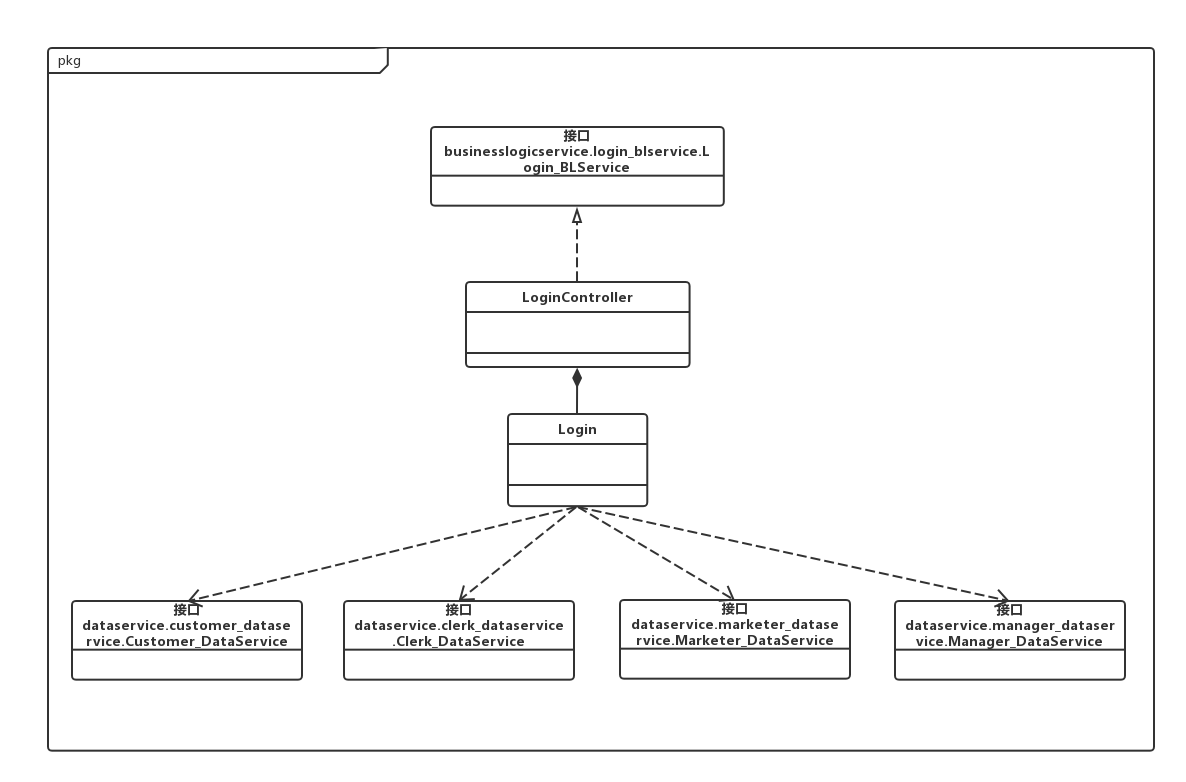 pkg
接口
businesslogicservice.login_blservice.L
ogin_BLService
LoginController
Login
接口
dataservice.customer_datase
rvice.Customer_DataService
接口
dataservice.clerk_dataservice
.Clerk_DataService
接口
dataservice.marketer_datase
rvice.Marketer_DataService
接口
dataservice.manager_dataser
vice.Manager_DataService